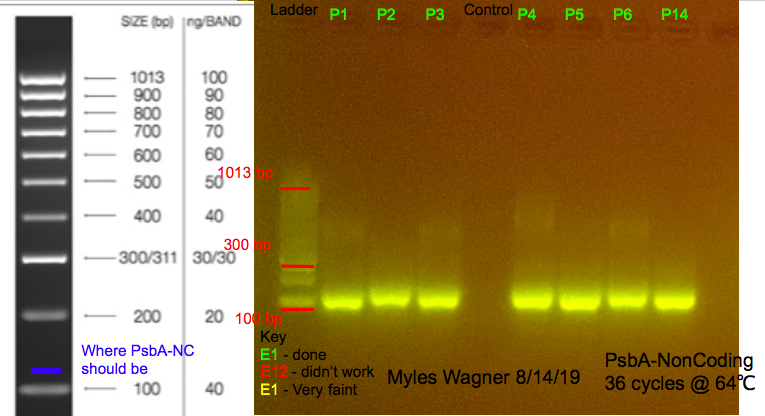 SIZE (bp) ng/BAND
1013 100
900 90
800 80
700 70
600 60
500 50
400 40
300/311 30/30
200 20
Where PsbA-NC
should be
100 40
Ladder P1 P2 P3 Control P4 P5 P6 P14
1013 bp
300 bp
100 bp
Key
E1 - done
E12 - didn't work
E1 - Very faint
Myles Wagner 8/14/19
PsbA-NonCoding
36 cycles @ 64℃